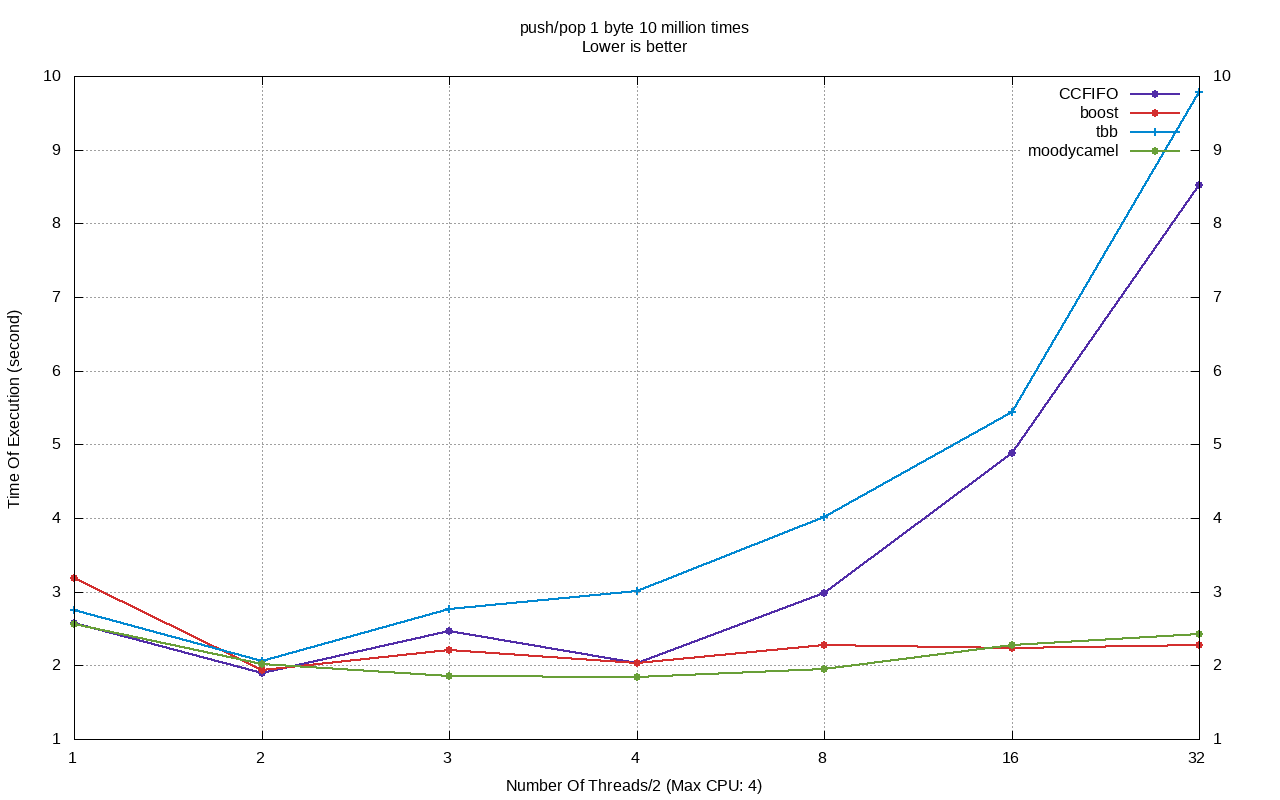 push/pop 1 byte 10 million times
Lower is better
10
10
CCFIFO
boost
tbb
moodycamel
9
9
8
8
7
7
6
6
5
5
4
4
3
3
2
2
1
1
Time Of Execution (second)
1 2 3 4 8 16 32
Number Of Threads/2 (Max CPU: 4)